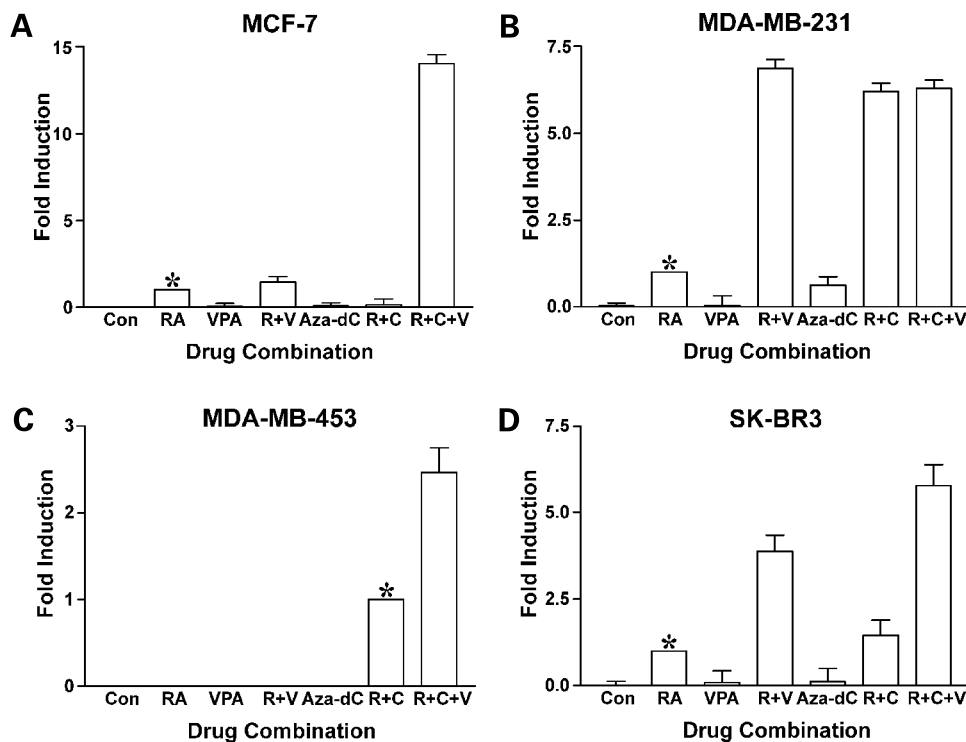 A
MCF-7
Fold Induction
15
10
5
0
*
Con RA VPA R+V Aza-dC R+C R+C+V
Drug Combination
B
MDA-MB-231
Fold Induction
7.5
5.0
2.5
0.0
*
Con RA VPA R+V Aza-dC R+C R+C+V
Drug Combination
C
MDA-MB-453
Fold Induction
3
2
1
0
*
Con RA VPA R+V Aza-dC R+C R+C+V
Drug Combination
D
SK-BR3
Fold Induction
7.5
5.0
2.5
0.0
*
Con RA VPA R+V Aza-dC R+C R+C+V
Drug Combination